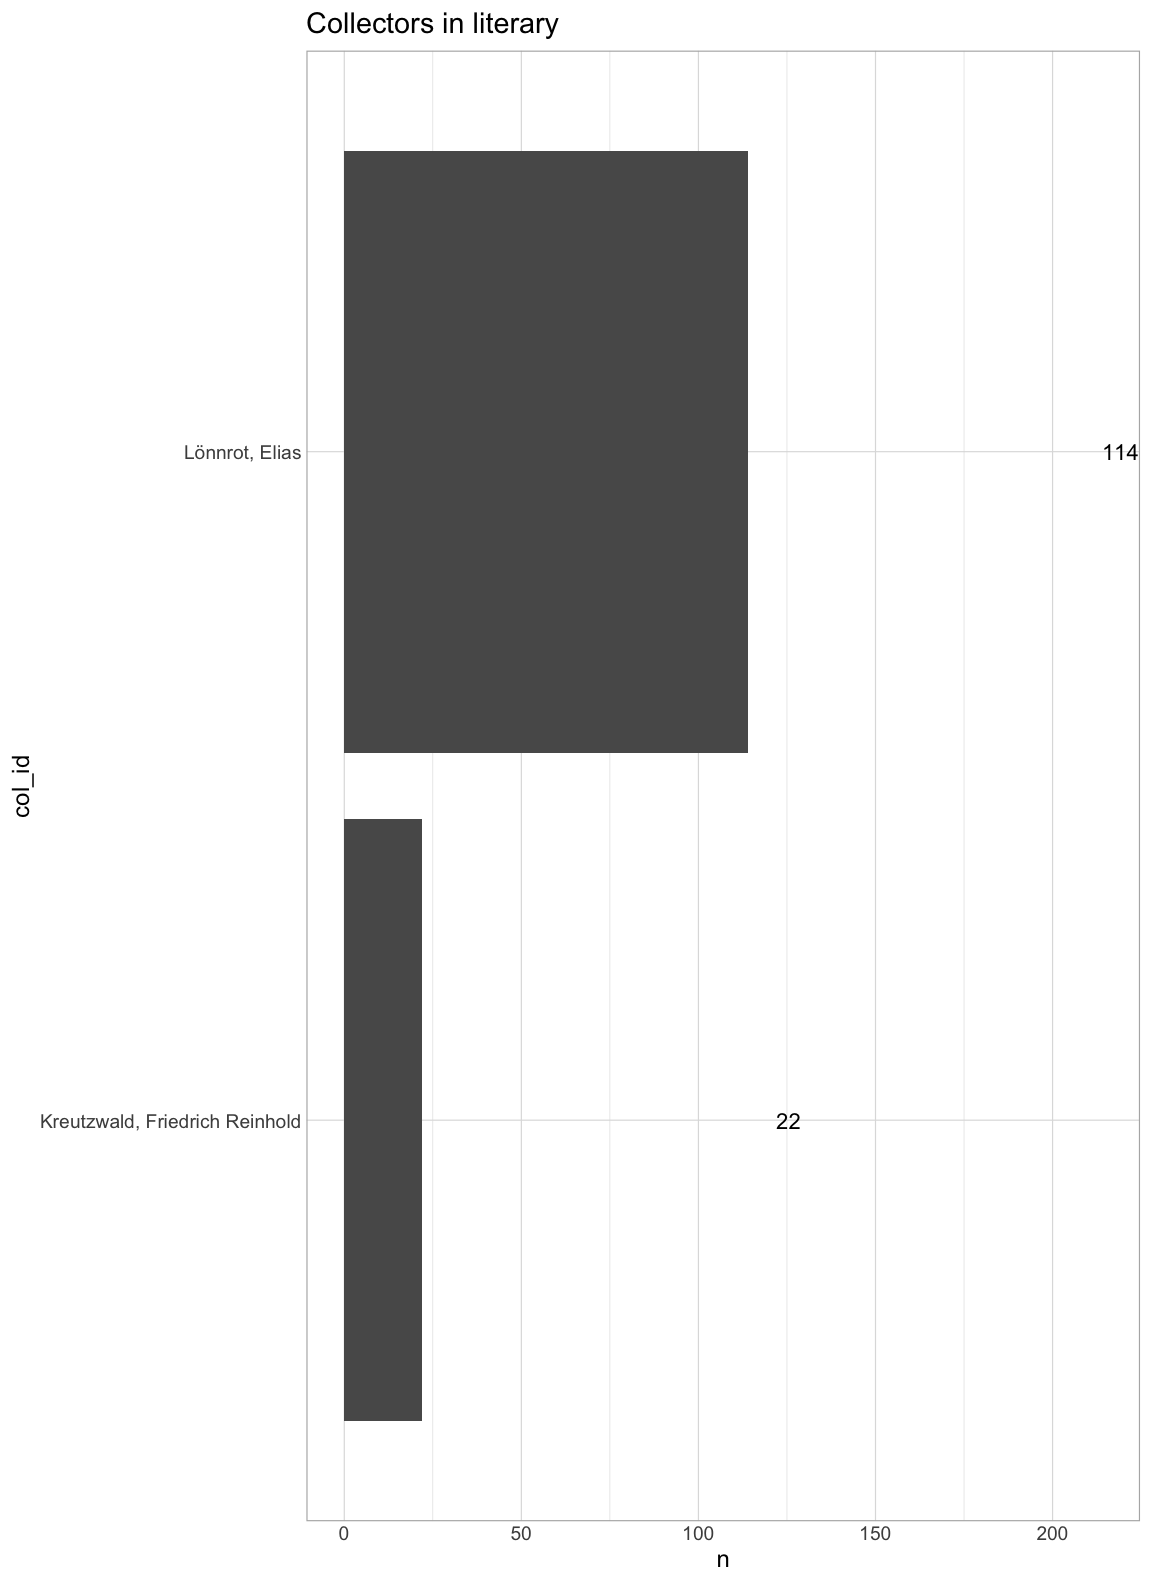 Collectors in literary
Lönnrot, Elias
114
col_id
Kreutzwald, Friedrich Reinhold
22
0 50 100 150 200
n